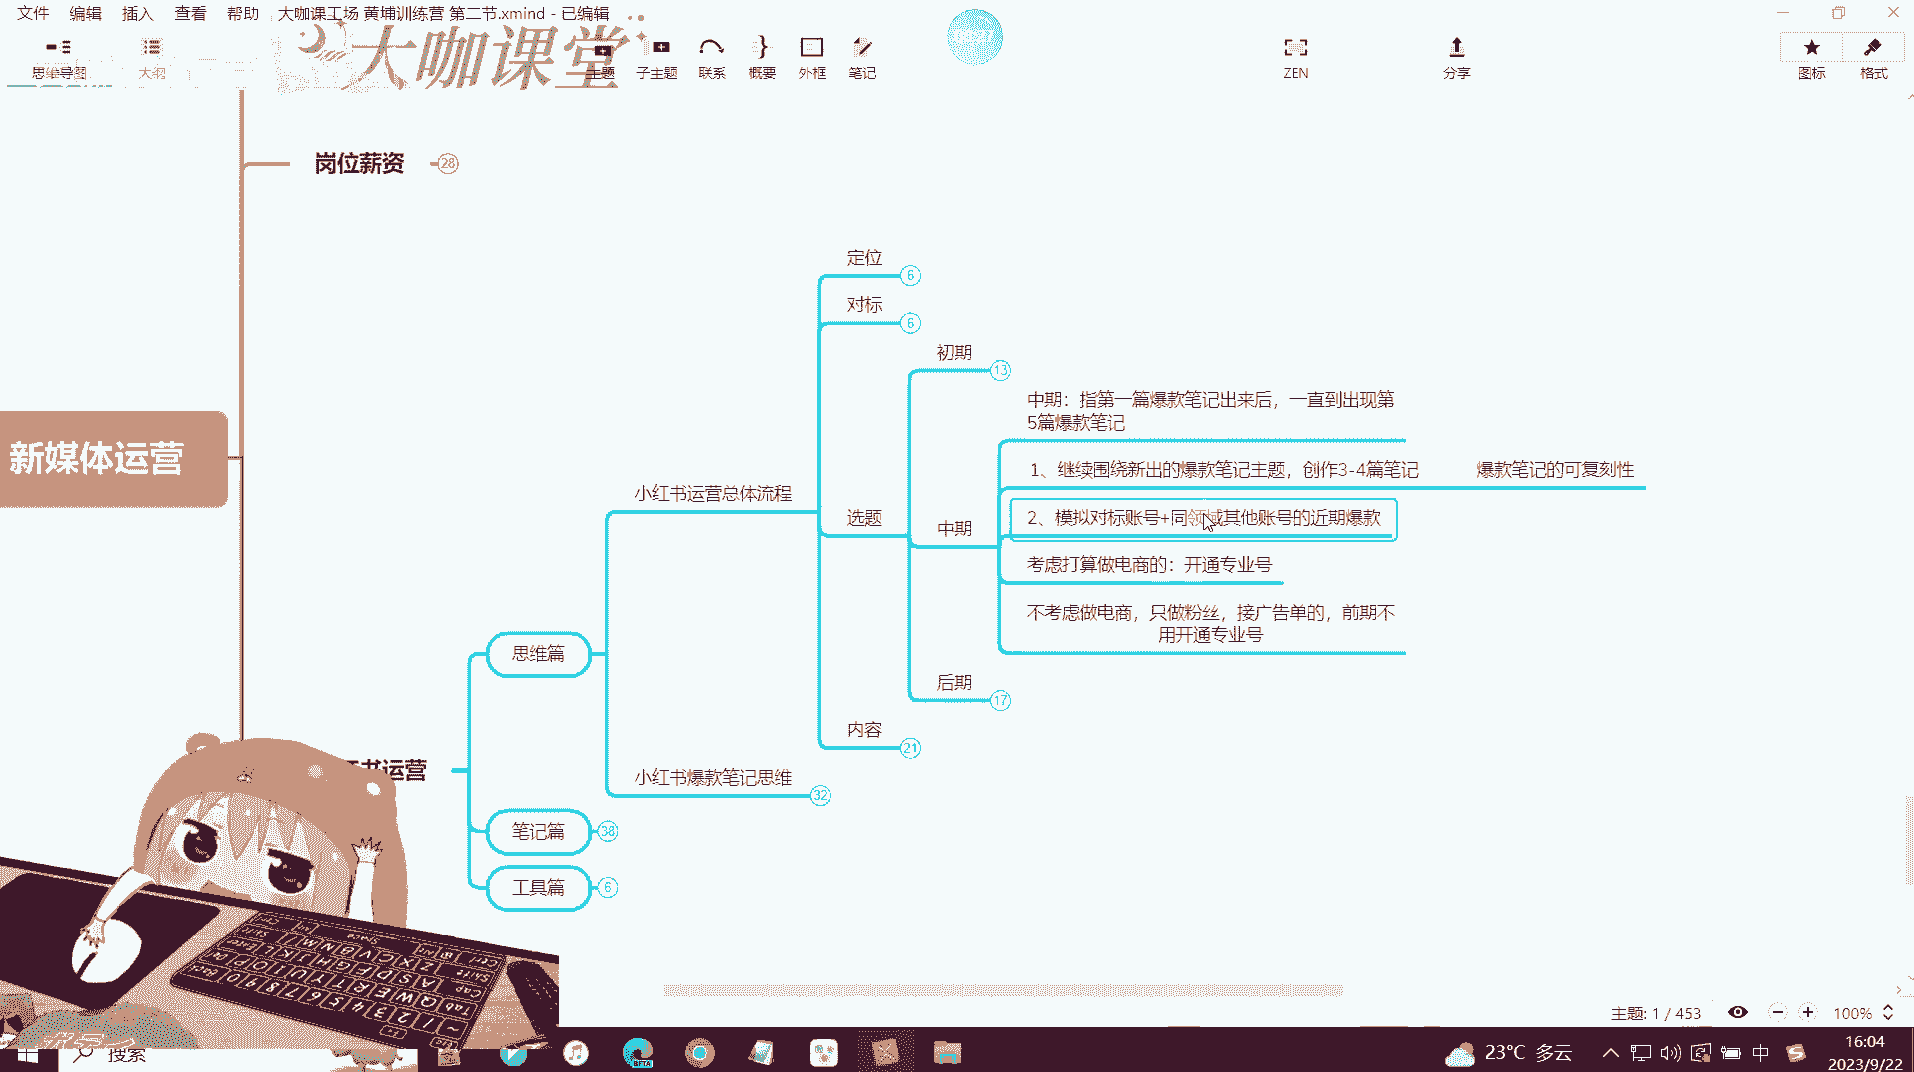 文件 编辑 插入 查看 帮助 大咖课工场 黄埔训练营 第二节.xmind - 已编辑
大咖课堂
思维导图 大纲 主题 子主题 联系 概要 外框 笔记 ZEN 分享 图标 格式
岗位薪资 28
定位 6
对标 6
初期 13
中期：指第一篇爆款笔记出来后，一直到出现第
5篇爆款笔记
1、继续围绕新出的爆款笔记主题，创作3-4篇笔记 爆款笔记的可复刻性
新媒体运营
小红书运营总体流程
选题
中期
2、模拟对标账号+同领域其他账号的近期爆款
考虑打算做电商的：开通专业号
不考虑做电商，只做粉丝，接广告单的，前期不
用开通专业号
思维篇
后期 17
内容 21
书运营
小红书爆款笔记思维 32
笔记篇 38
工具篇 6
主题: 1 / 453 100%
搜索
BETA
23°C 多云
中
16:04
2023/9/22